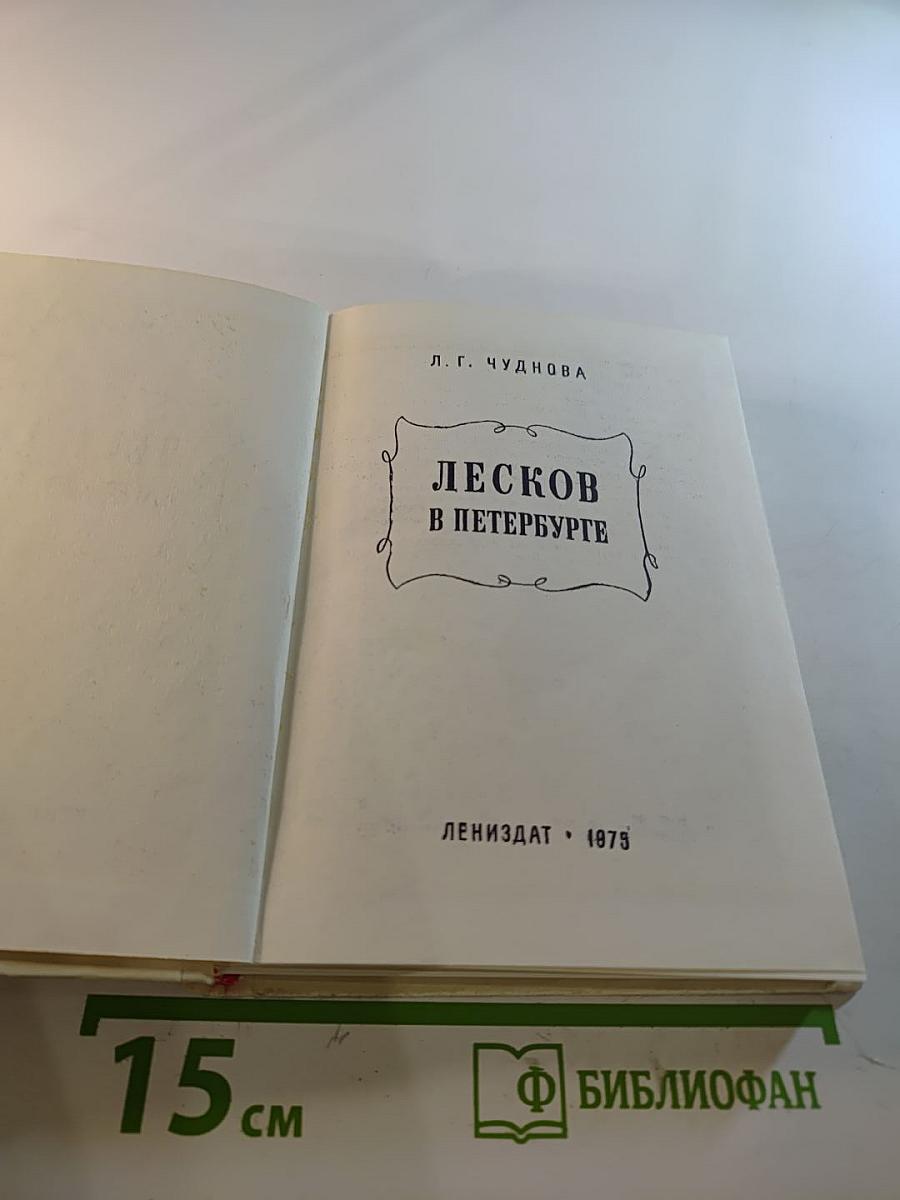 Л. Г. ЧУДНОВА
ЛЕСКОВ
В ПЕТЕРБУРГЕ
ЛЕНИЗДАТ • 1975
15 см
Ф БИБЛИОФАН